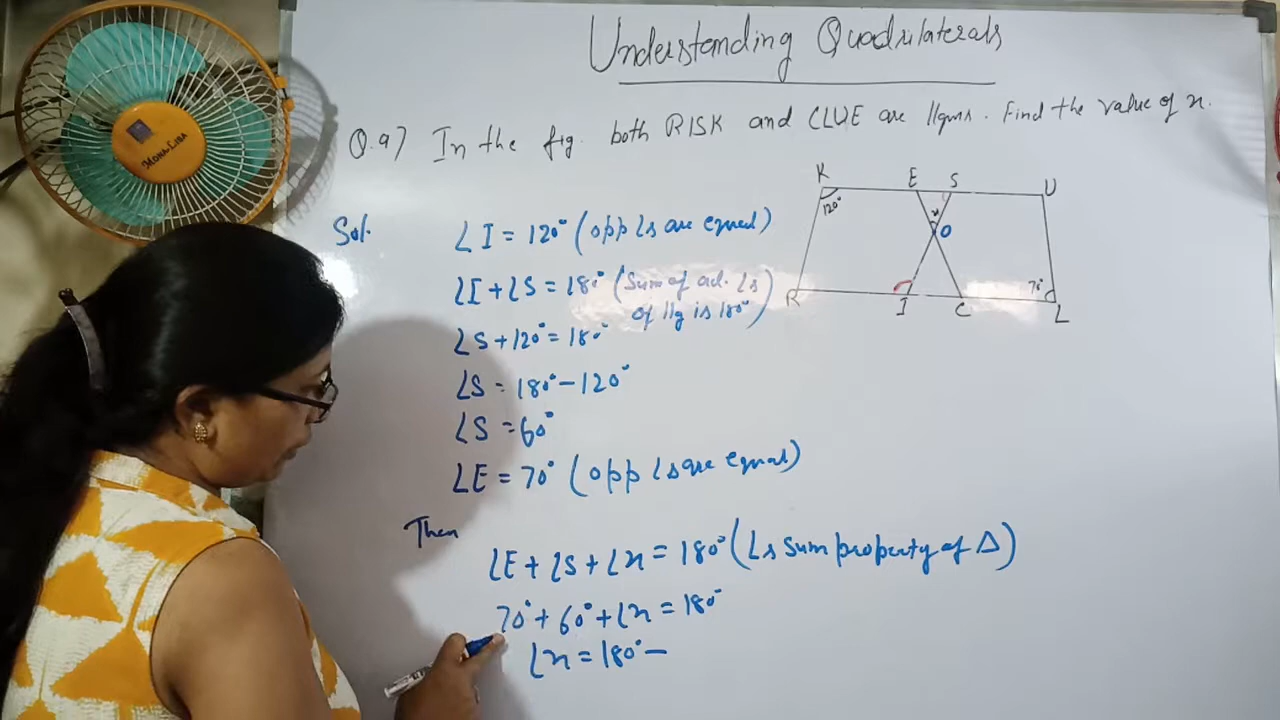 Understanding Quadrilaterals
Q.9) In the fig. both RISK and CLUE are ||gms. Find the value of x.
K E S U
120°
x
O
70°
R I C L
Sol.
∠I = 120° (opp ∠s are equal)
∠I + ∠S = 180° (Sum of ad. ∠s
of ||g is 180°)
∠S + 120° = 180°
∠S = 180° - 120°
∠S = 60°
∠E = 70° (opp ∠s are equal)
Then
∠E + ∠S + ∠x = 180° (∠s sum property of Δ)
70° + 60° + ∠x = 180°
∠x = 180° -
MONALISA